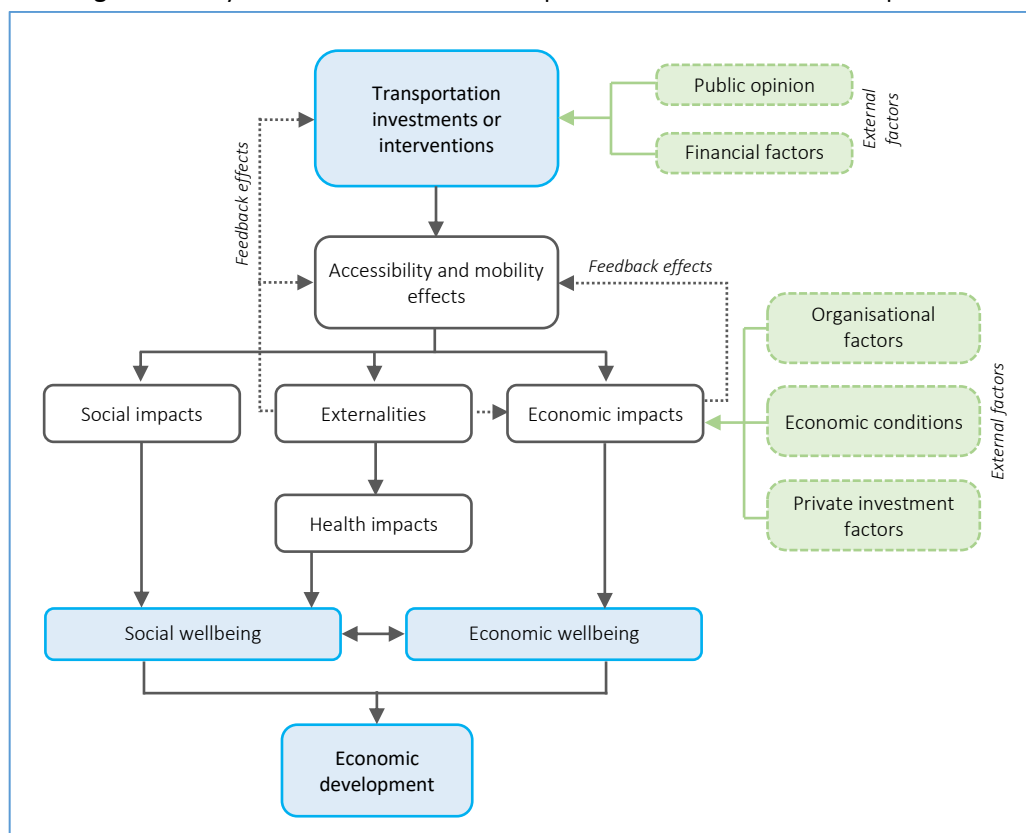 Transportation
investments or
interventions
Public opinion
Financial factors
External
factors
Feedback effects
Accessibility and mobility
effects
Feedback effects
Organisational
factors
Social impacts
Externalities
Economic impacts
Economic conditions
External factors
Private investment
factors
Health impacts
Social wellbeing
Economic wellbeing
Economic
development